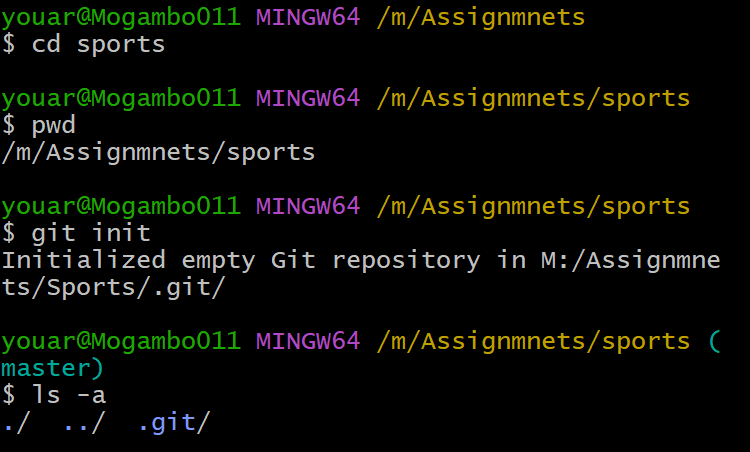 youar@Mogambo011 MINGW64 /m/Assignmnets
$ cd sports
youar@Mogambo011 MINGW64 /m/Assignmnets/sports
$ pwd
/m/Assignmnets/sports
youar@Mogambo011 MINGW64 /m/Assignmnets/sports
$ git init
Initialized empty Git repository in M:/Assignmne
ts/Sports/.git/
youar@Mogambo011 MINGW64 /m/Assignmnets/sports (
master)
$ ls -a
./  ../  .git/